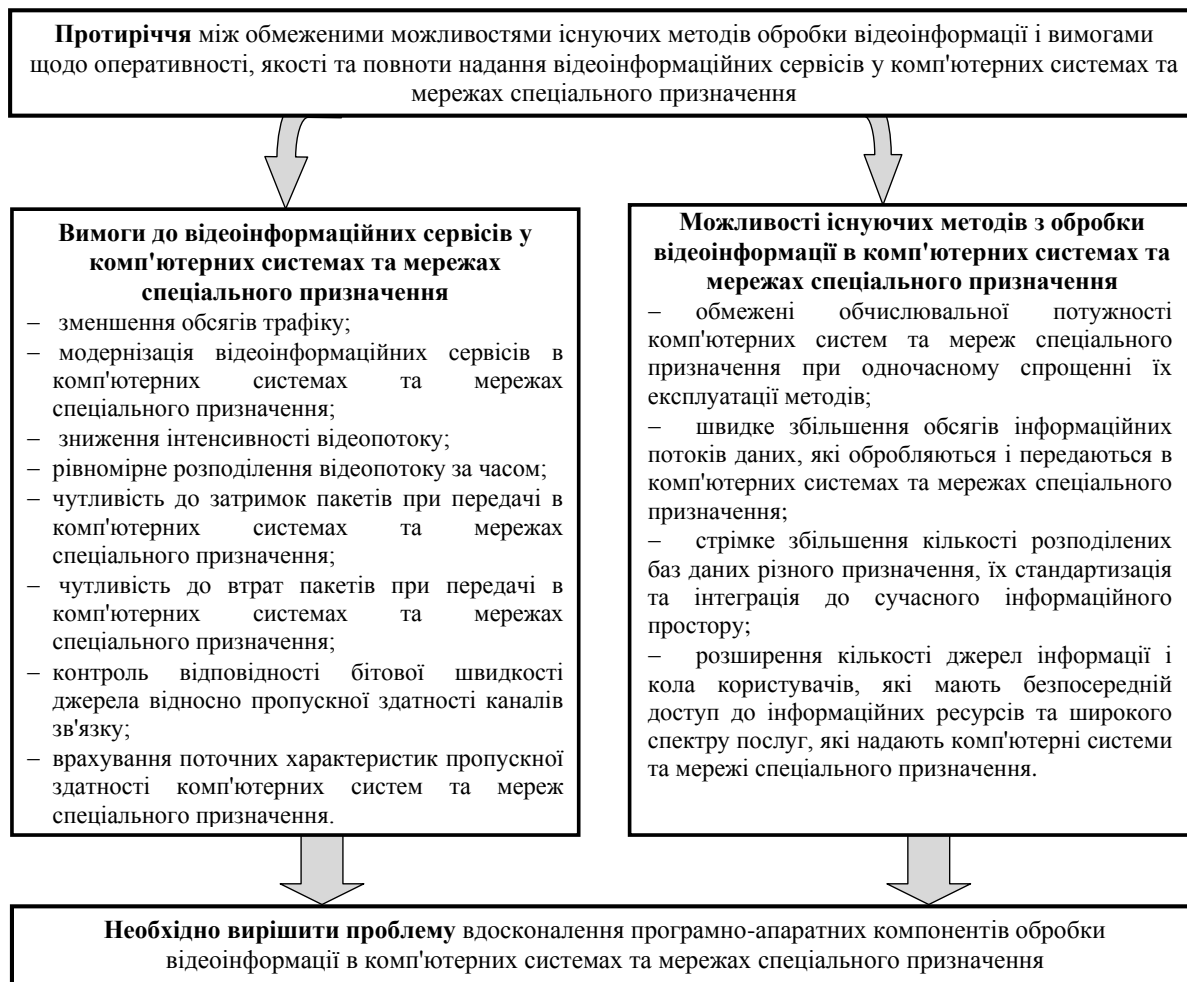 Протиріччя між обмеженими можливостями існуючих методів обробки відеоінформації і вимогами
щодо оперативності, якості та повноти надання відеоінформаційних сервісів у комп'ютерних системах та
мережах спеціального призначення
Вимоги до відеоінформаційних сервісів у
комп'ютерних системах та мережах
спеціального призначення
– зменшення обсягів трафіку;
– модернізація відеоінформаційних сервісів в
комп'ютерних системах та мережах
спеціального призначення;
– зниження інтенсивності відеопотоку;
– рівномірне розподілення відеопотоку за часом;
– чутливість до затримок пакетів при передачі в
комп'ютерних системах та мережах
спеціального призначення;
– чутливість до втрат пакетів при передачі в
комп'ютерних системах та мережах
спеціального призначення;
– контроль відповідності бітової швидкості
джерела відносно пропускної здатності каналів
зв'язку;
– врахування поточних характеристик пропускної
здатності комп'ютерних систем та мереж
спеціального призначення.
Можливості існуючих методів з обробки
відеоінформації в комп'ютерних системах та
мережах спеціального призначення
– обмежені обчислювальної потужності
комп'ютерних систем та мереж спеціального
призначення при одночасному спрощенні їх
експлуатації методів;
– швидке збільшення обсягів інформаційних
потоків даних, які обробляються і передаються в
комп'ютерних системах та мережах спеціального
призначення;
– стрімке збільшення кількості розподілених
баз даних різного призначення, їх стандартизація
та інтеграція до сучасного інформаційного
простору;
– розширення кількості джерел інформації і
кола користувачів, які мають безпосередній
доступ до інформаційних ресурсів та широкого
спектру послуг, які надають комп'ютерні системи
та мережі спеціального призначення.
Необхідно вирішити проблему вдосконалення програмно-апаратних компонентів обробки
відеоінформації в комп'ютерних системах та мережах спеціального призначення